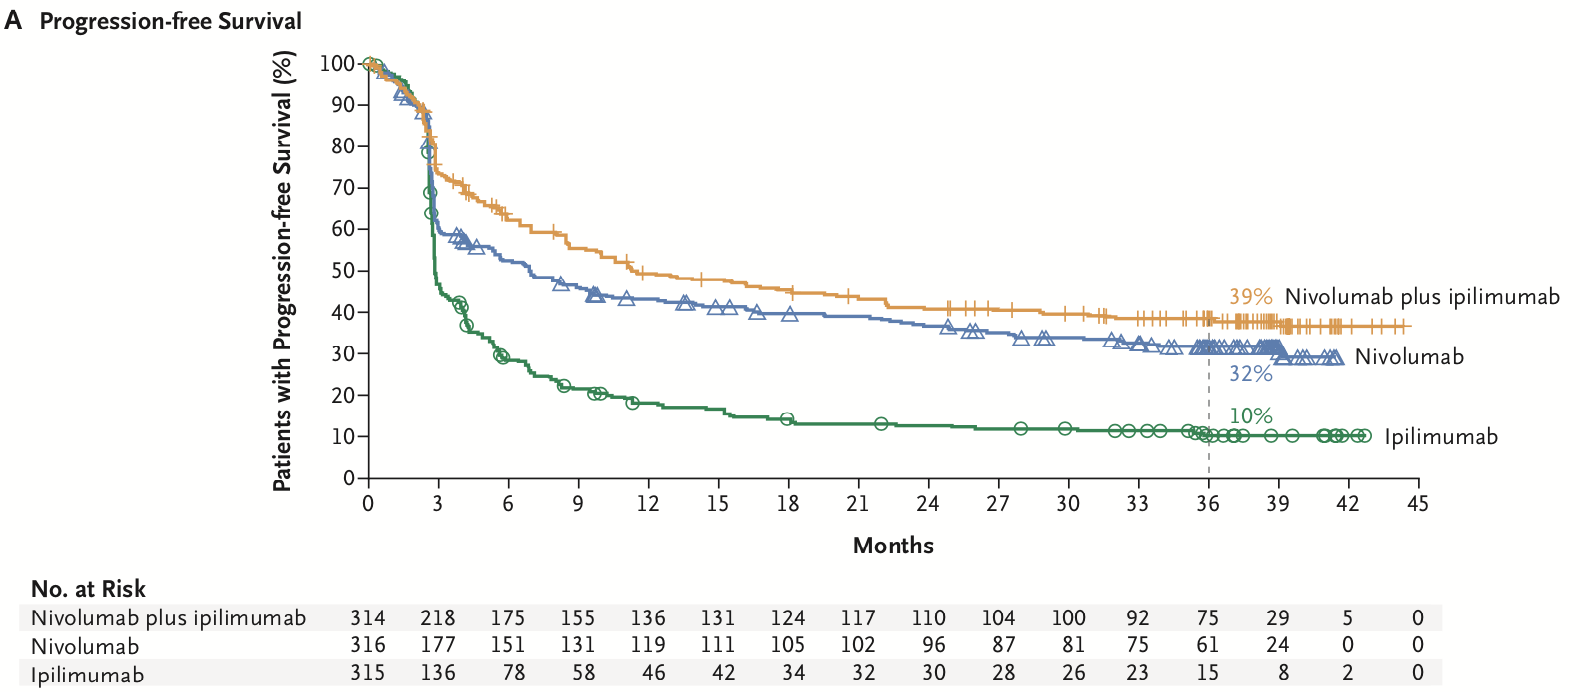 A Progression-free Survival
Patients with Progression-free Survival (%)
100
90
80
70
60
50
40
30
20
10
0
39% Nivolumab plus ipilimumab
Nivolumab
32%
10%
Ipilimumab
0 3 6 9 12 15 18 21 24 27 30 33 36 39 42 45
Months
No. at Risk
Nivolumab plus ipilimumab 314 218 175 155 136 131 124 117 110 104 100 92 75 29 5 0
Nivolumab 316 177 151 131 119 111 105 102 96 87 81 75 61 24 0 0
Ipilimumab 315 136 78 58 46 42 34 32 30 28 26 23 15 8 2 0